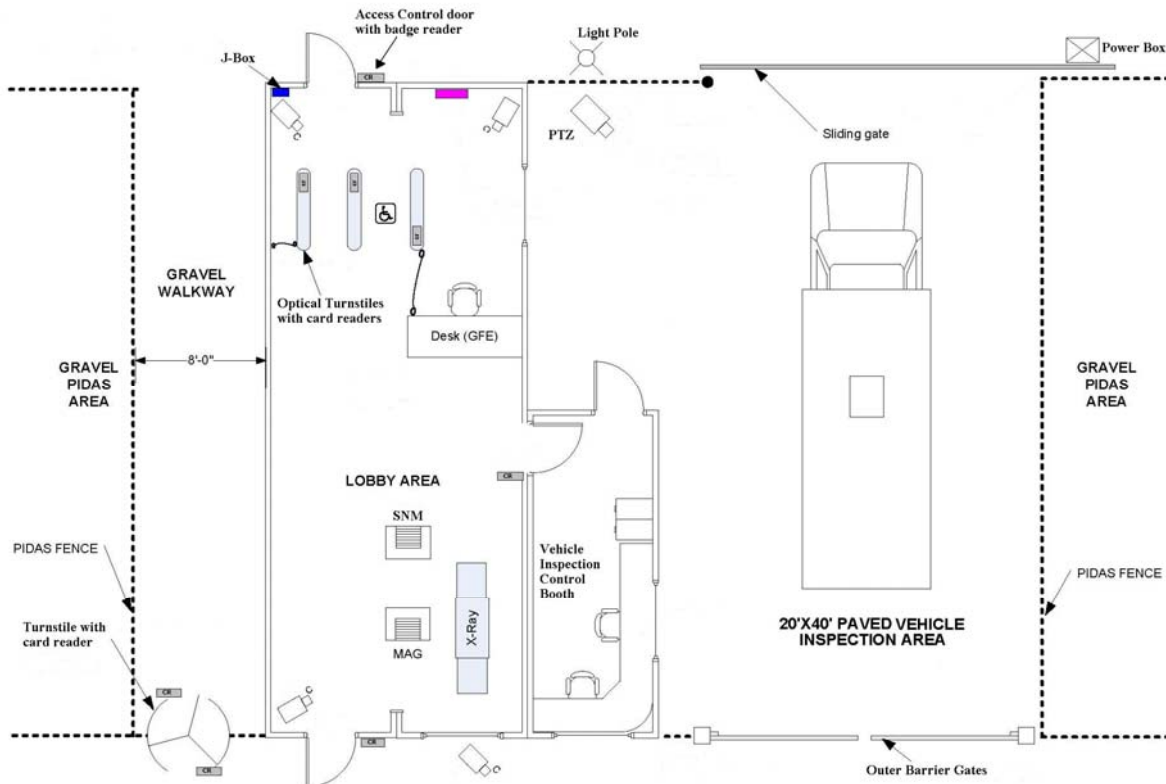 Access Control door
with badge reader
Light Pole
Power Box
J-Box
CR
PTZ
Sliding gate
GRAVEL
WALKWAY
Optical Turnstiles
with card readers
Desk (GFE)
8'-0"
GRAVEL
PIDAS
AREA
GRAVEL
PIDAS
AREA
LOBBY AREA
CR
SNM
Vehicle
Inspection
Control
Booth
PIDAS FENCE
PIDAS FENCE
X-Ray
20'X40' PAVED VEHICLE
INSPECTION AREA
Turnstile with
card reader
MAG
CR
CR
CR
Outer Barrier Gates